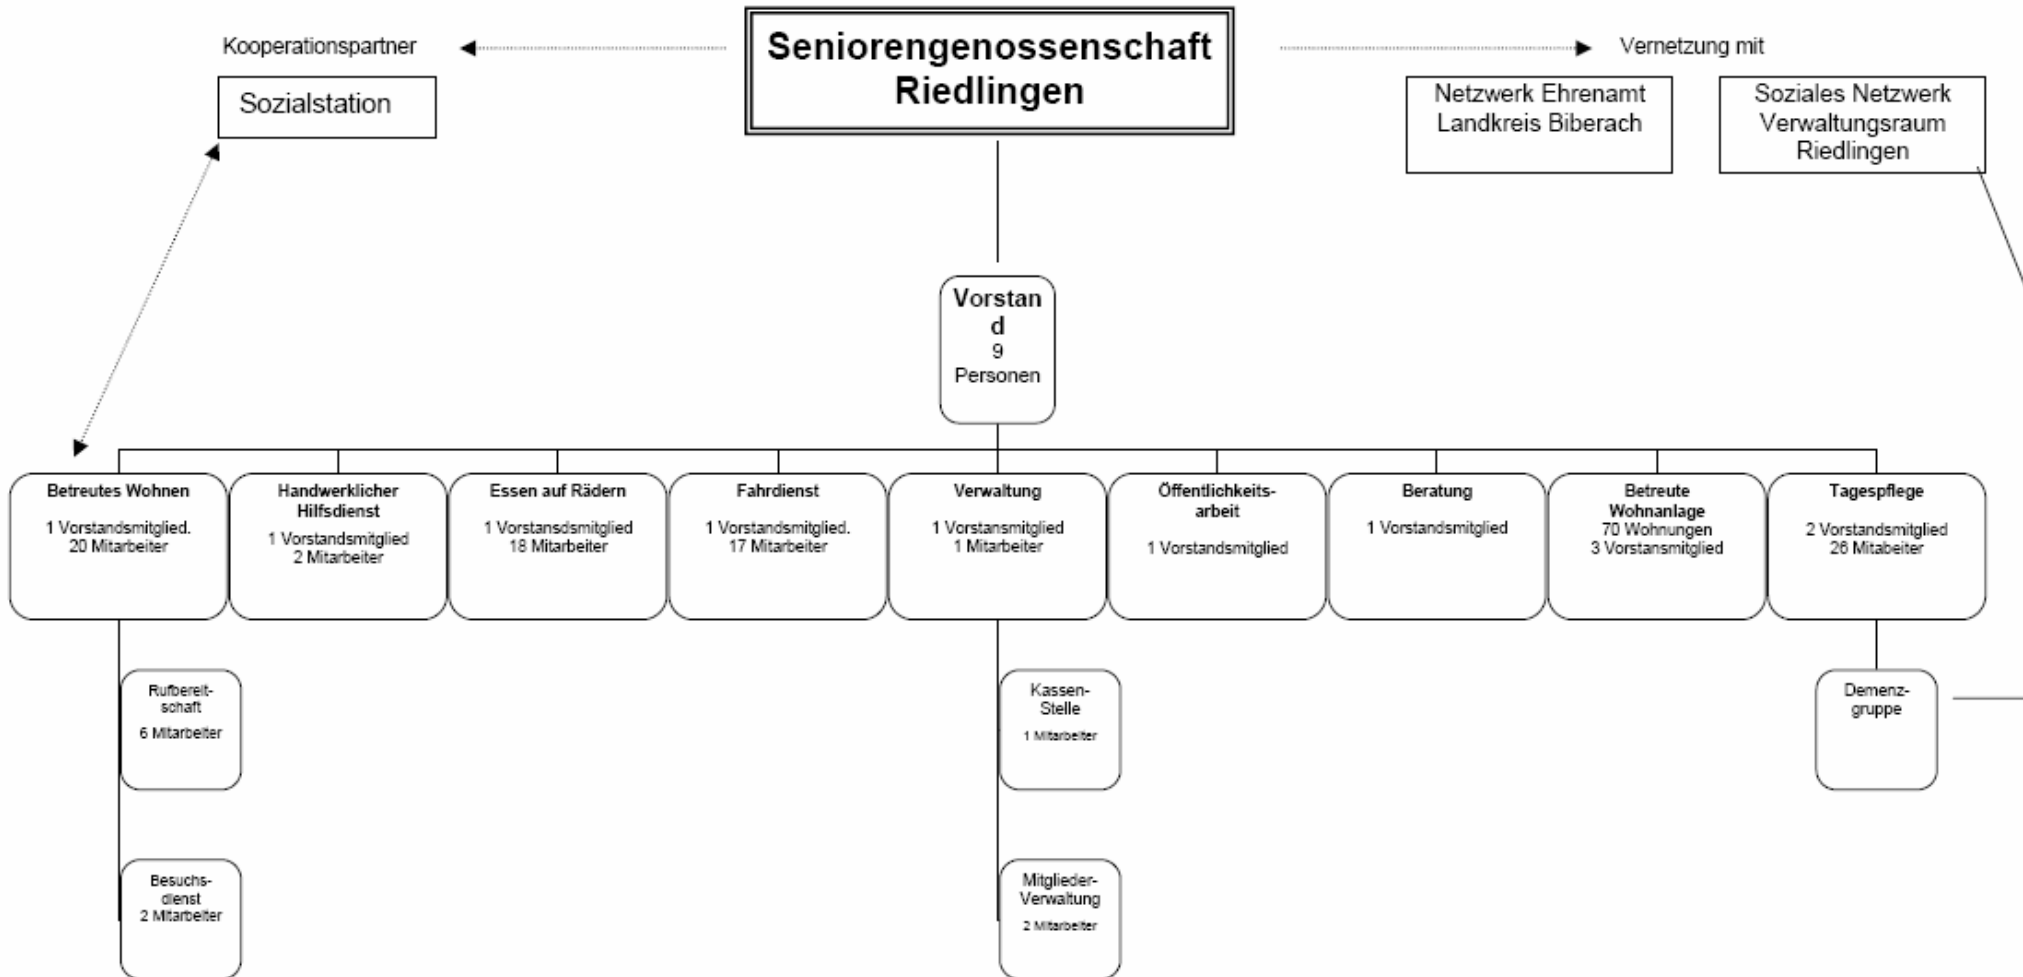 Kooperationspartner
Seniorengenossenschaft
Riedlingen
Vernetzung mit
Sozialstation
Netzwerk Ehrenamt
Landkreis Biberach
Soziales Netzwerk
Verwaltungsraum
Riedlingen
Vorstan
d
9
Personen
Betreutes Wohnen
1 Vorstandsmitglied.
20 Mitarbeiter
Handwerklicher
Hilfsdienst
1 Vorstandsmitglied
2 Mitarbeiter
Essen auf Rädern
1 Vorstansdsmitglied
18 Mitarbeiter
Fahrdienst
1 Vorstandsmitglied.
17 Mitarbeiter
Verwaltung
1 Vorstansmitglied
1 Mitarbeiter
Öffentlichkeits-
arbeit
1 Vorstandsmitglied
Beratung
1 Vorstandsmitglied
Betreute
Wohnanlage
70 Wohnungen
3 Vorstansmitglied
Tagespflege
2 Vorstandsmitglied
26 Mitabeiter
Rufbereit-
schaft
6 Mitarbeiter
Kassen-
Stelle
1 Mitarbeiter
Demenz-
gruppe
Besuchs-
dienst
2 Mitarbeiter
Mitglieder-
Verwaltung
2 Mitarbeiter